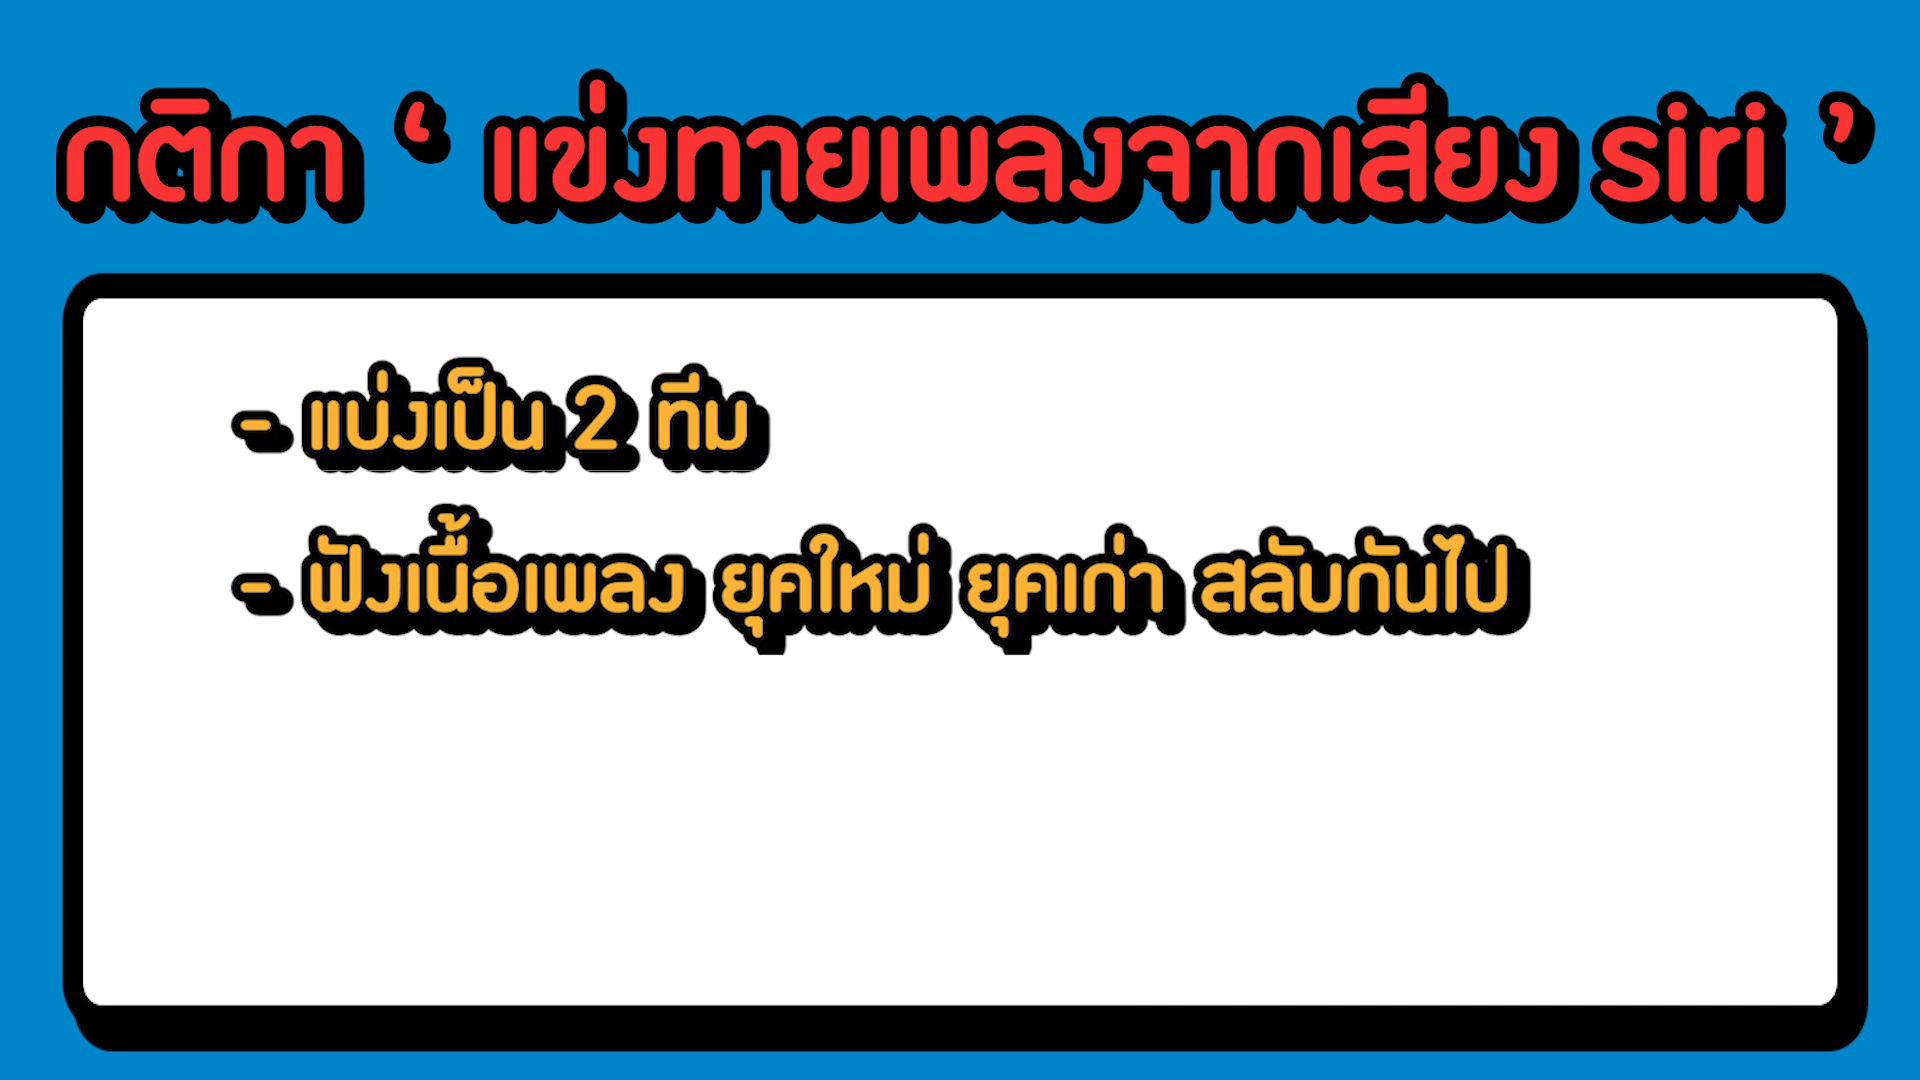 กติกา ‘ แข่งทายเพลงจากเสียง siri ’
- แบ่งเป็น 2 ทีม
- ฟังเนื้อเพลง ยุคใหม่ ยุคเก่า สลับกันไป